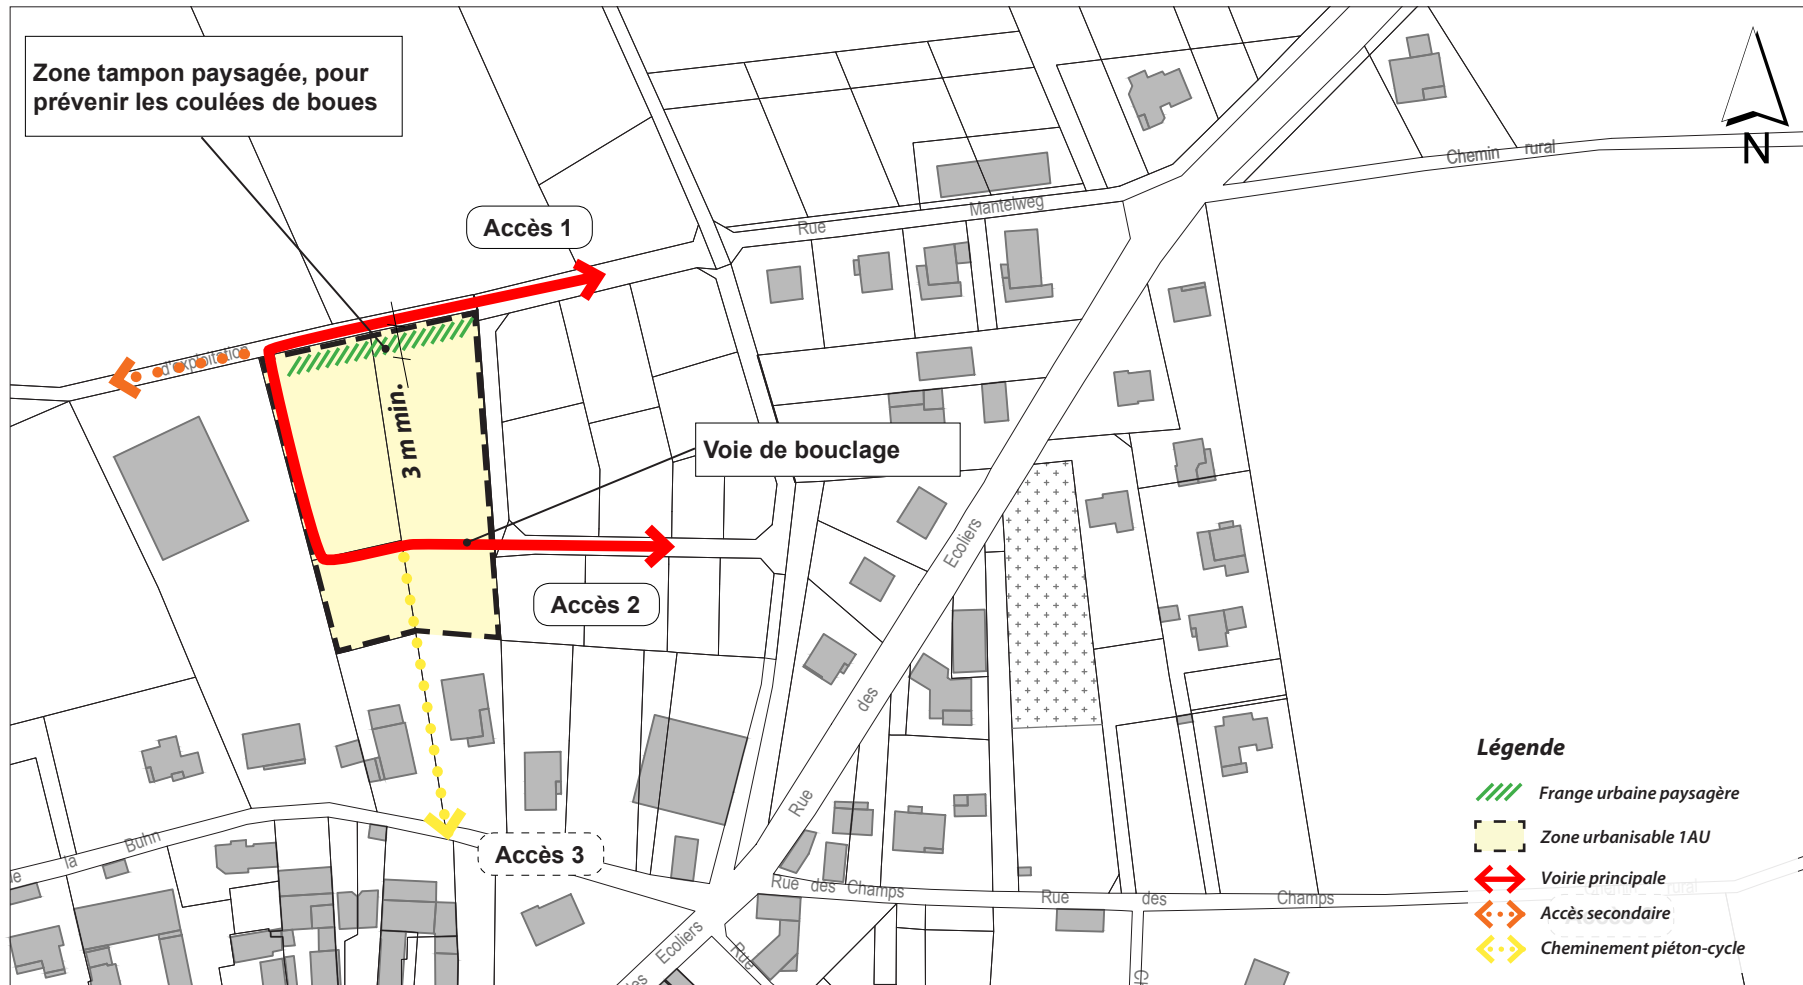 Zone tampon paysagée, pour
prévenir les coulées de boues
N
Chemin rural
Rue Mantelweg
Accès 1
d'exploitation
3 m min.
Voie de bouclage
Accès 2
Rue des Ecoliers
la Buhn
Accès 3
Rue des Champs
Rue des Champs
Ecoliers
Rue
Légende
Frange urbaine paysagère
Zone urbanisable 1AU
Voirie principale
Accès secondaire
Cheminement piéton-cycle